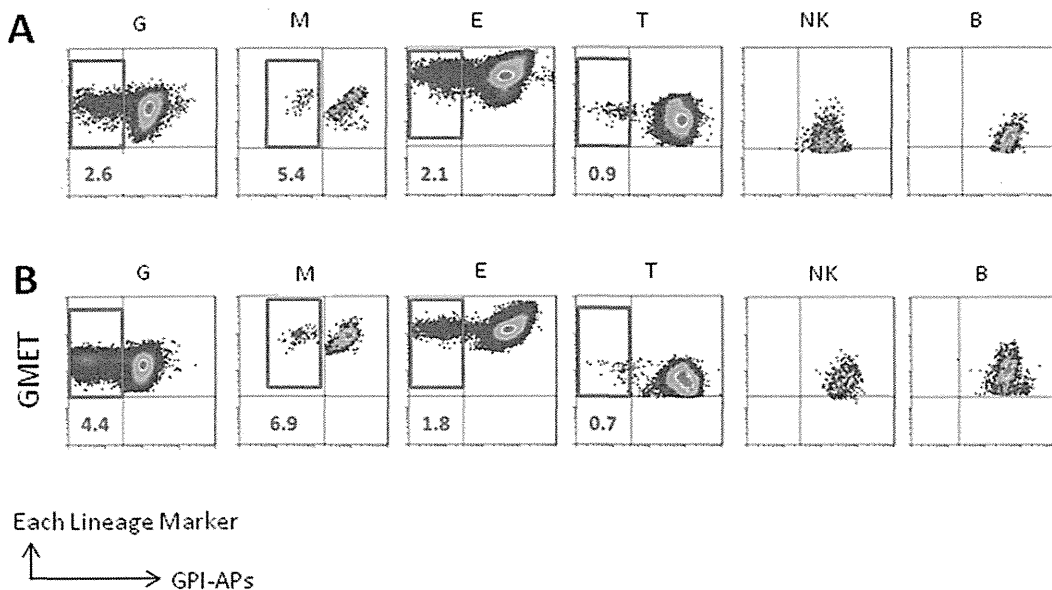 A
G M E T NK B
2.6 5.4 2.1 0.9
B
G M E T NK B
GMET
4.4 6.9 1.8 0.7
Each Lineage Marker
GPI-APs